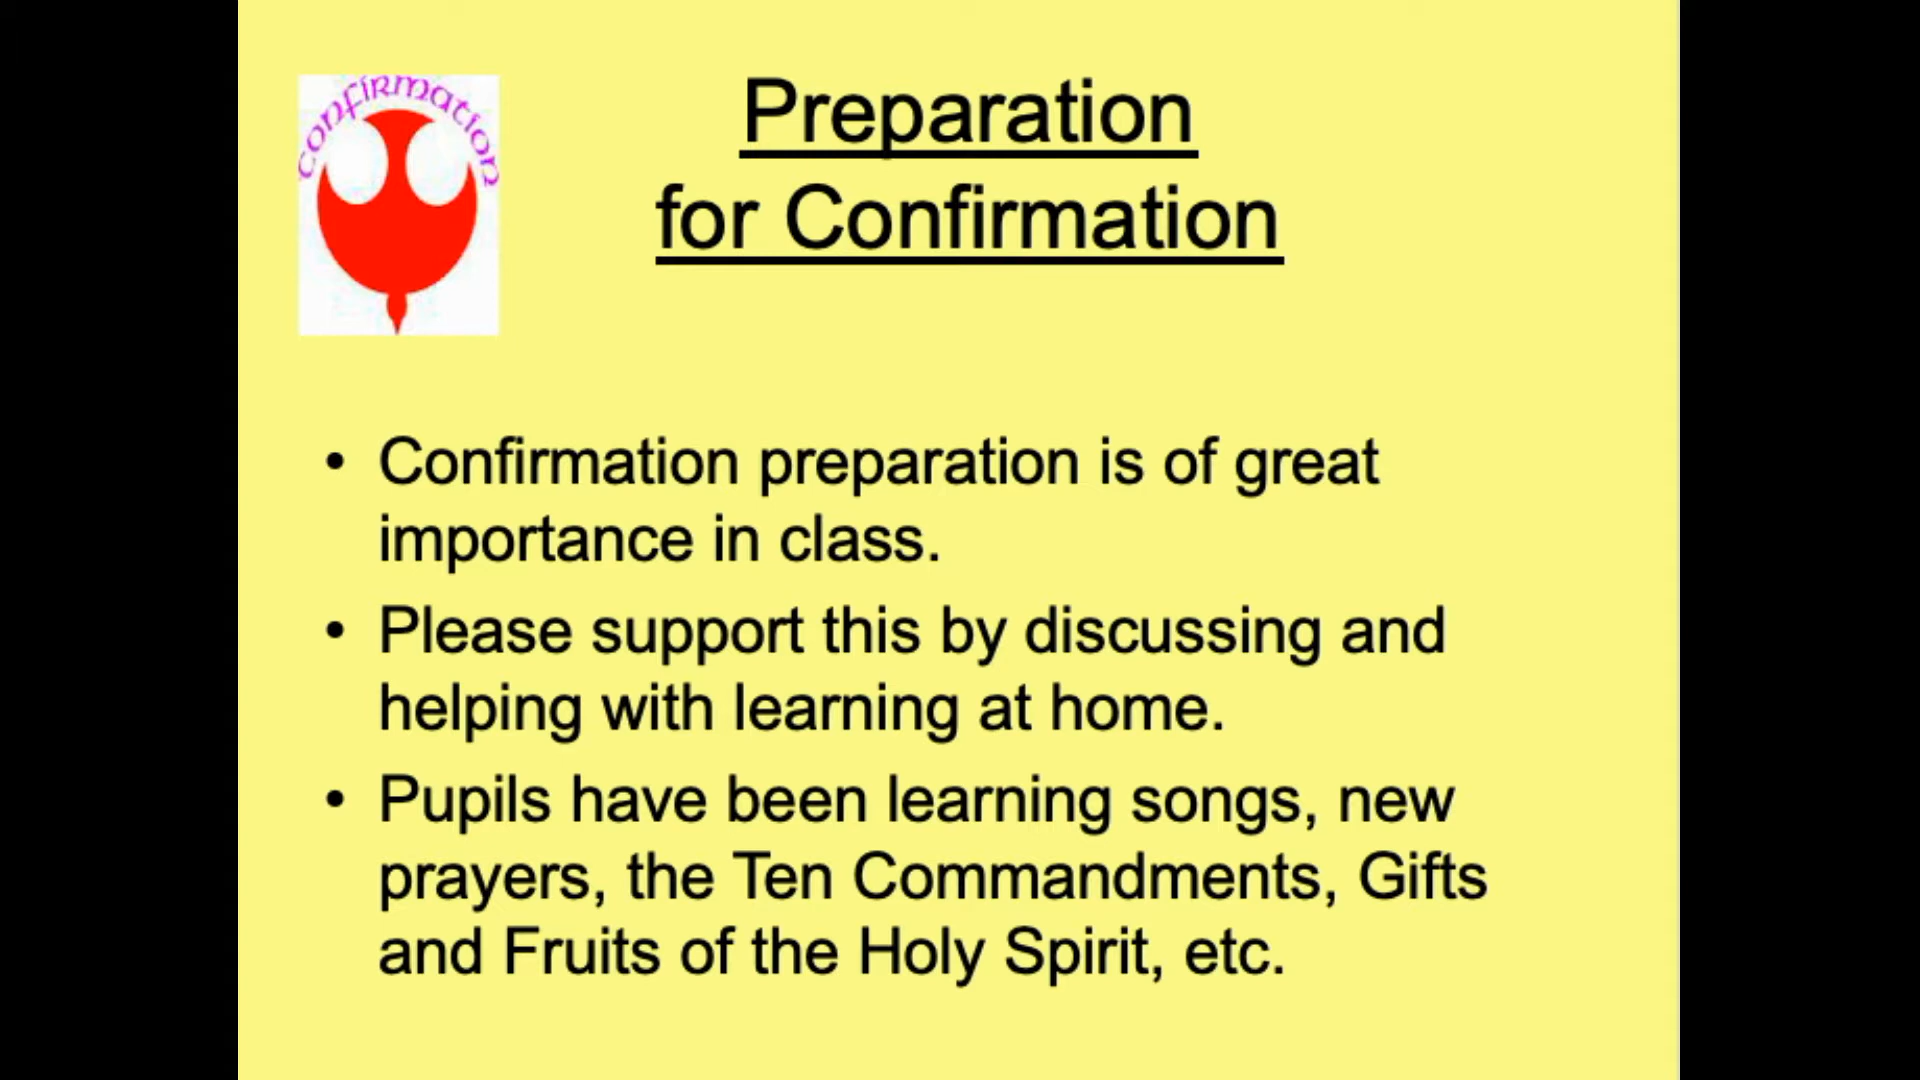 confirmation
Preparation
for Confirmation
• Confirmation preparation is of great
importance in class.
• Please support this by discussing and
helping with learning at home.
• Pupils have been learning songs, new
prayers, the Ten Commandments, Gifts
and Fruits of the Holy Spirit, etc.